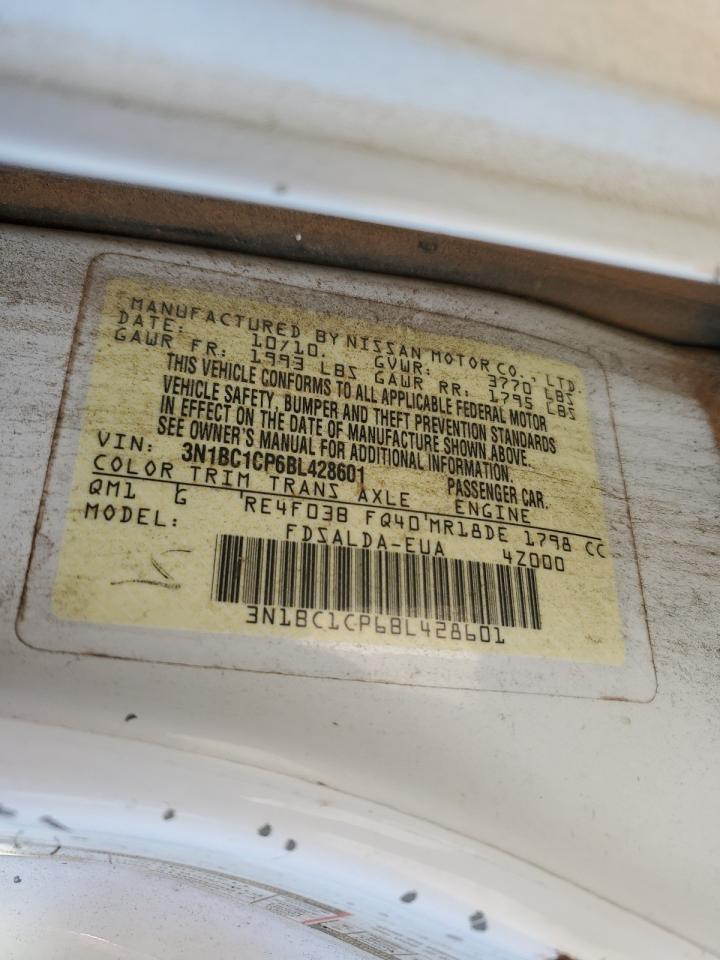 MANUFACTURED BY NISSAN MOTOR CO., LTD.
DATE: 10/10. GVWR: 3770 LBS
GAWR FR: 1993 LBS GAWR RR: 1795 LBS
THIS VEHICLE CONFORMS TO ALL APPLICABLE FEDERAL MOTOR
VEHICLE SAFETY, BUMPER AND THEFT PREVENTION STANDARDS
IN EFFECT ON THE DATE OF MANUFACTURE SHOWN ABOVE.
SEE OWNER'S MANUAL FOR ADDITIONAL INFORMATION.
VIN: 3N1BC1CP6BL428601 PASSENGER CAR.
COLOR TRIM TRANS AXLE ENGINE
QM1 G RE4F03B FQ40 MR18DE 1798 CC
MODEL: FDSALDA-EUA 4Z000
3N1BC1CP6BL428601